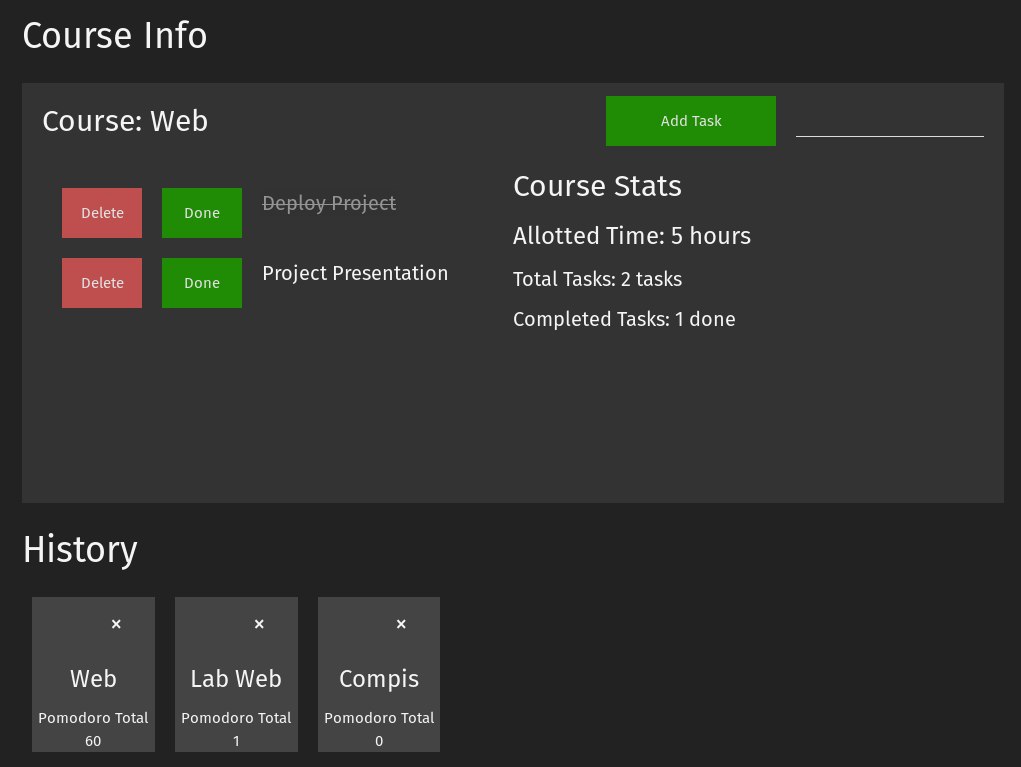 Course Info
Course: Web
Add Task
Delete Done Deploy Project
Delete Done Project Presentation
Course Stats
Allotted Time: 5 hours
Total Tasks: 2 tasks
Completed Tasks: 1 done
History
× × ×
Web Lab Web Compis
Pomodoro Total Pomodoro Total Pomodoro Total
60 1 0